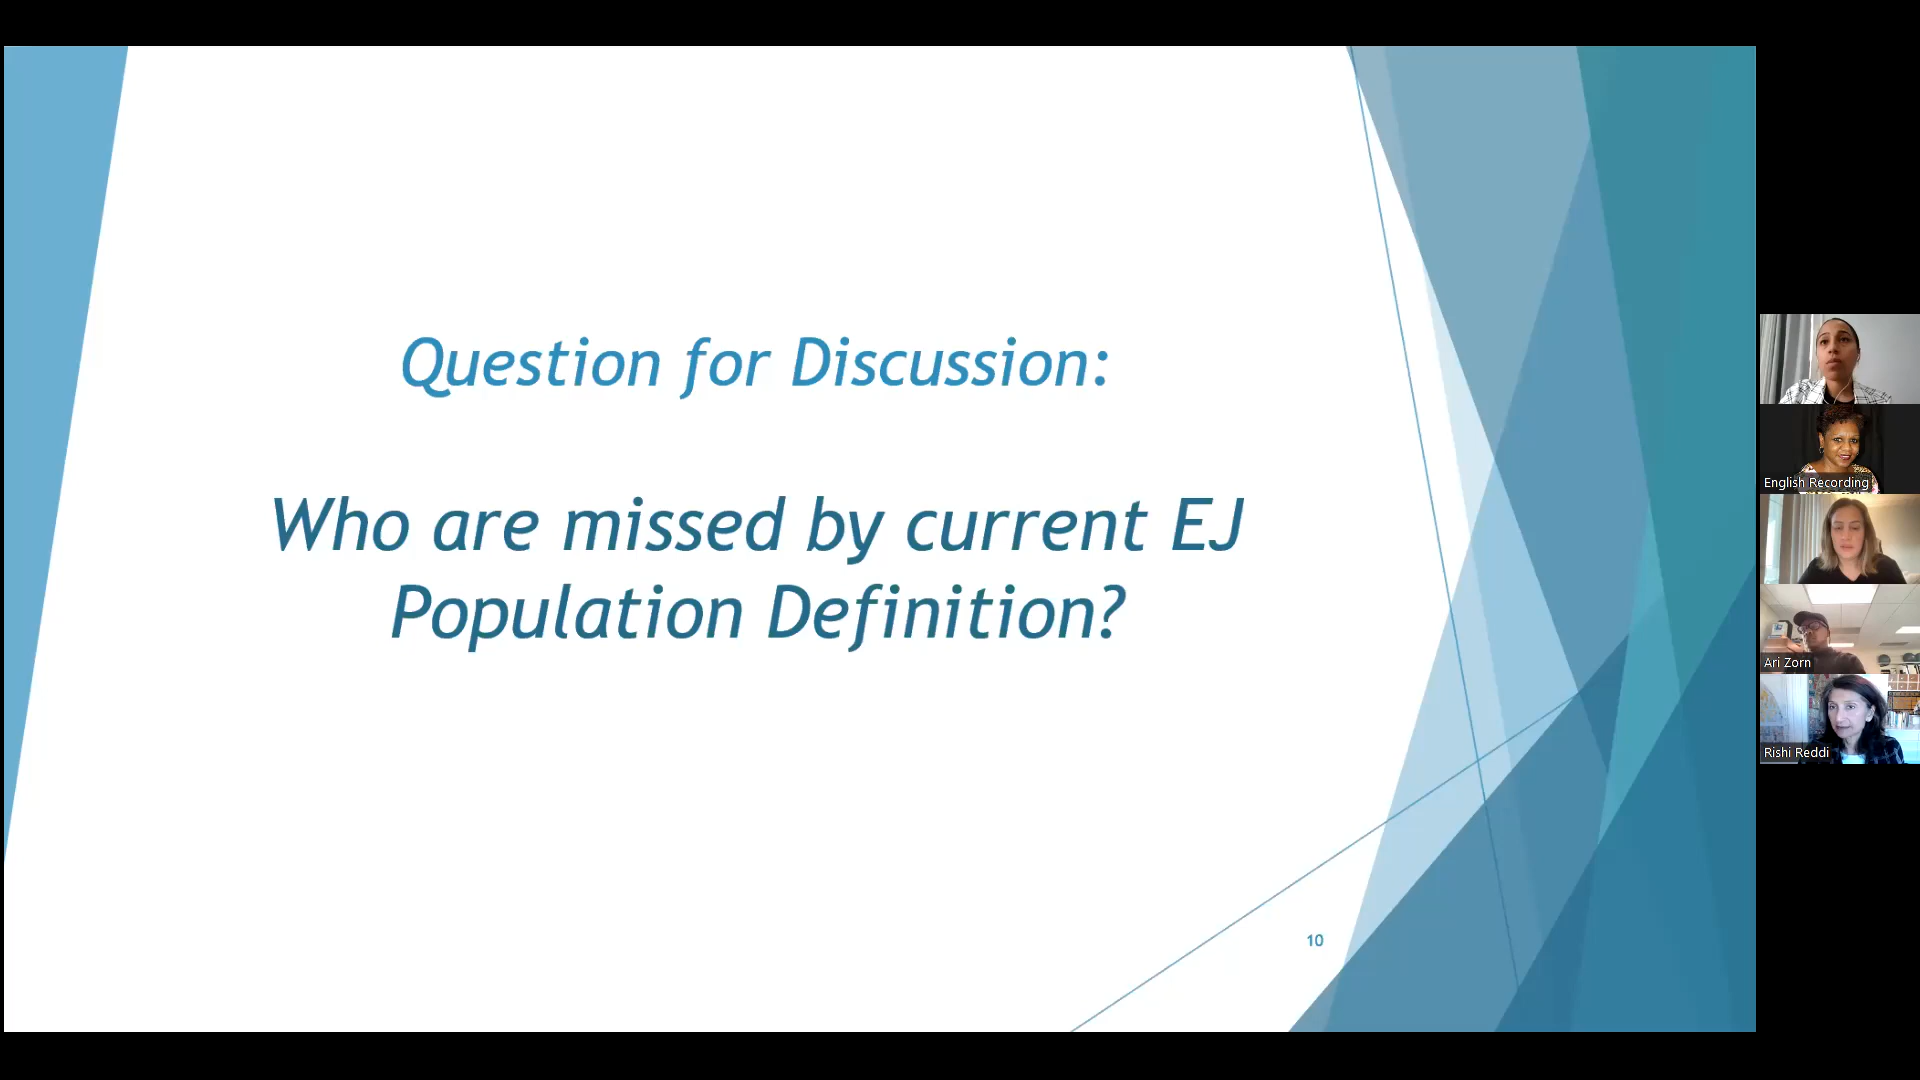 Question for Discussion:
Who are missed by current EJ
Population Definition?
10
English Recording
Ari Zorn
Rishi Reddi